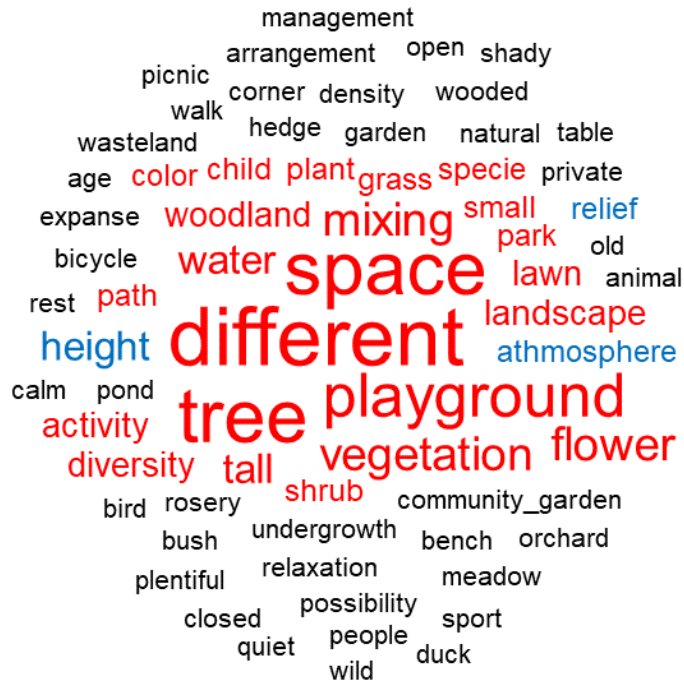 management
arrangement open shady
picnic corner density wooded
walk hedge garden natural table
wasteland
age color child plant grass specie private
expanse woodland mixing small relief
park old
bicycle water space lawn animal
rest path landscape
height different athmosphere
calm pond playground
activity tree vegetation flower
diversity tall shrub
bird rosery community_garden
bush undergrowth bench orchard
plentiful relaxation meadow
closed possibility sport
quiet people duck
wild